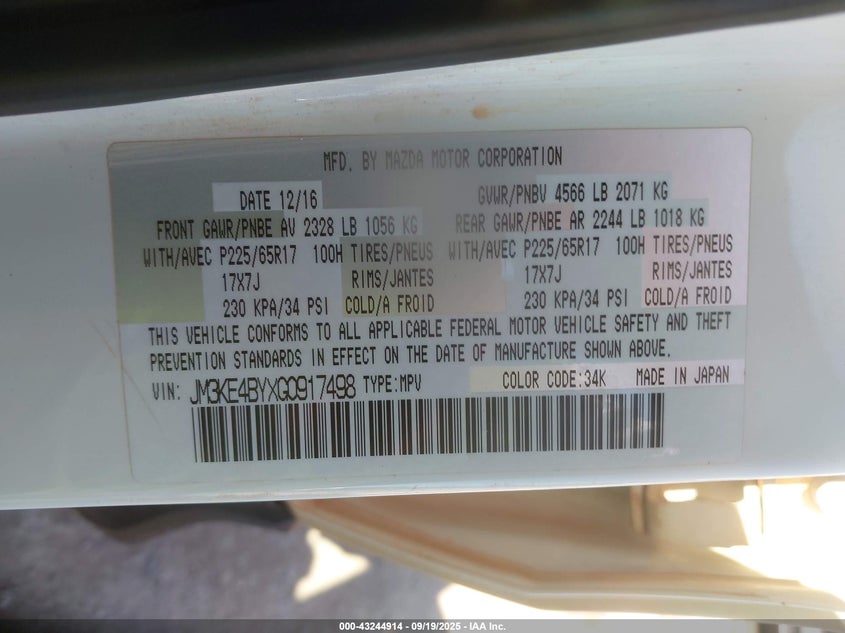 MFD. BY MAZDA MOTOR CORPORATION
DATE 12/16 GVWR/PNBV 4566 LB 2071 KG
FRONT GAWR/PNBE AV 2328 LB 1056 KG REAR GAWR/PNBE AR 2244 LB 1018 KG
WITH/AVEC P225/65R17 100H TIRES/PNEUS WITH/AVEC P225/65R17 100H TIRES/PNEUS
17X7J RIMS/JANTES 17X7J RIMS/JANTES
230 KPA/34 PSI COLD/A FROID 230 KPA/34 PSI COLD/A FROID
THIS VEHICLE CONFORMS TO ALL APPLICABLE FEDERAL MOTOR VEHICLE SAFETY AND THEFT
PREVENTION STANDARDS IN EFFECT ON THE DATE OF MANUFACTURE SHOWN ABOVE.
VIN: JM3KE4BYXG0917498 TYPE:MPV COLOR CODE:34K MADE IN JAPAN
000-43244914 - 09/19/2025 - IAA Inc.